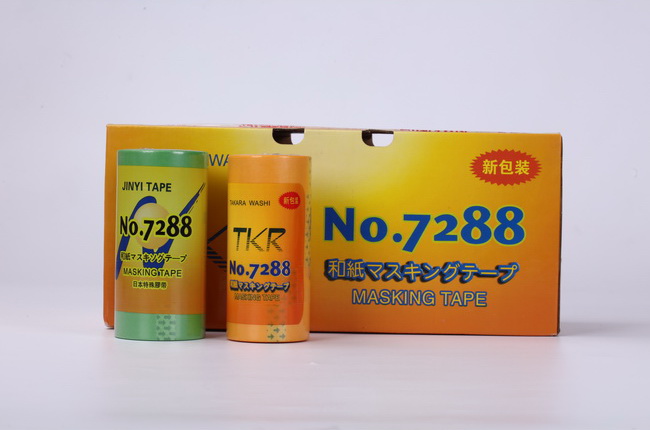 JINYI TAPE
No.7288
和紙マスキングテープ
MASKING TAPE
日本特殊膠帶
TAKARA WASHI
新包装
TKR
No.7288
和紙マスキングテープ
MASKING TAPE
WA
新包装
No.7288
和紙マスキングテープ
MASKING TAPE